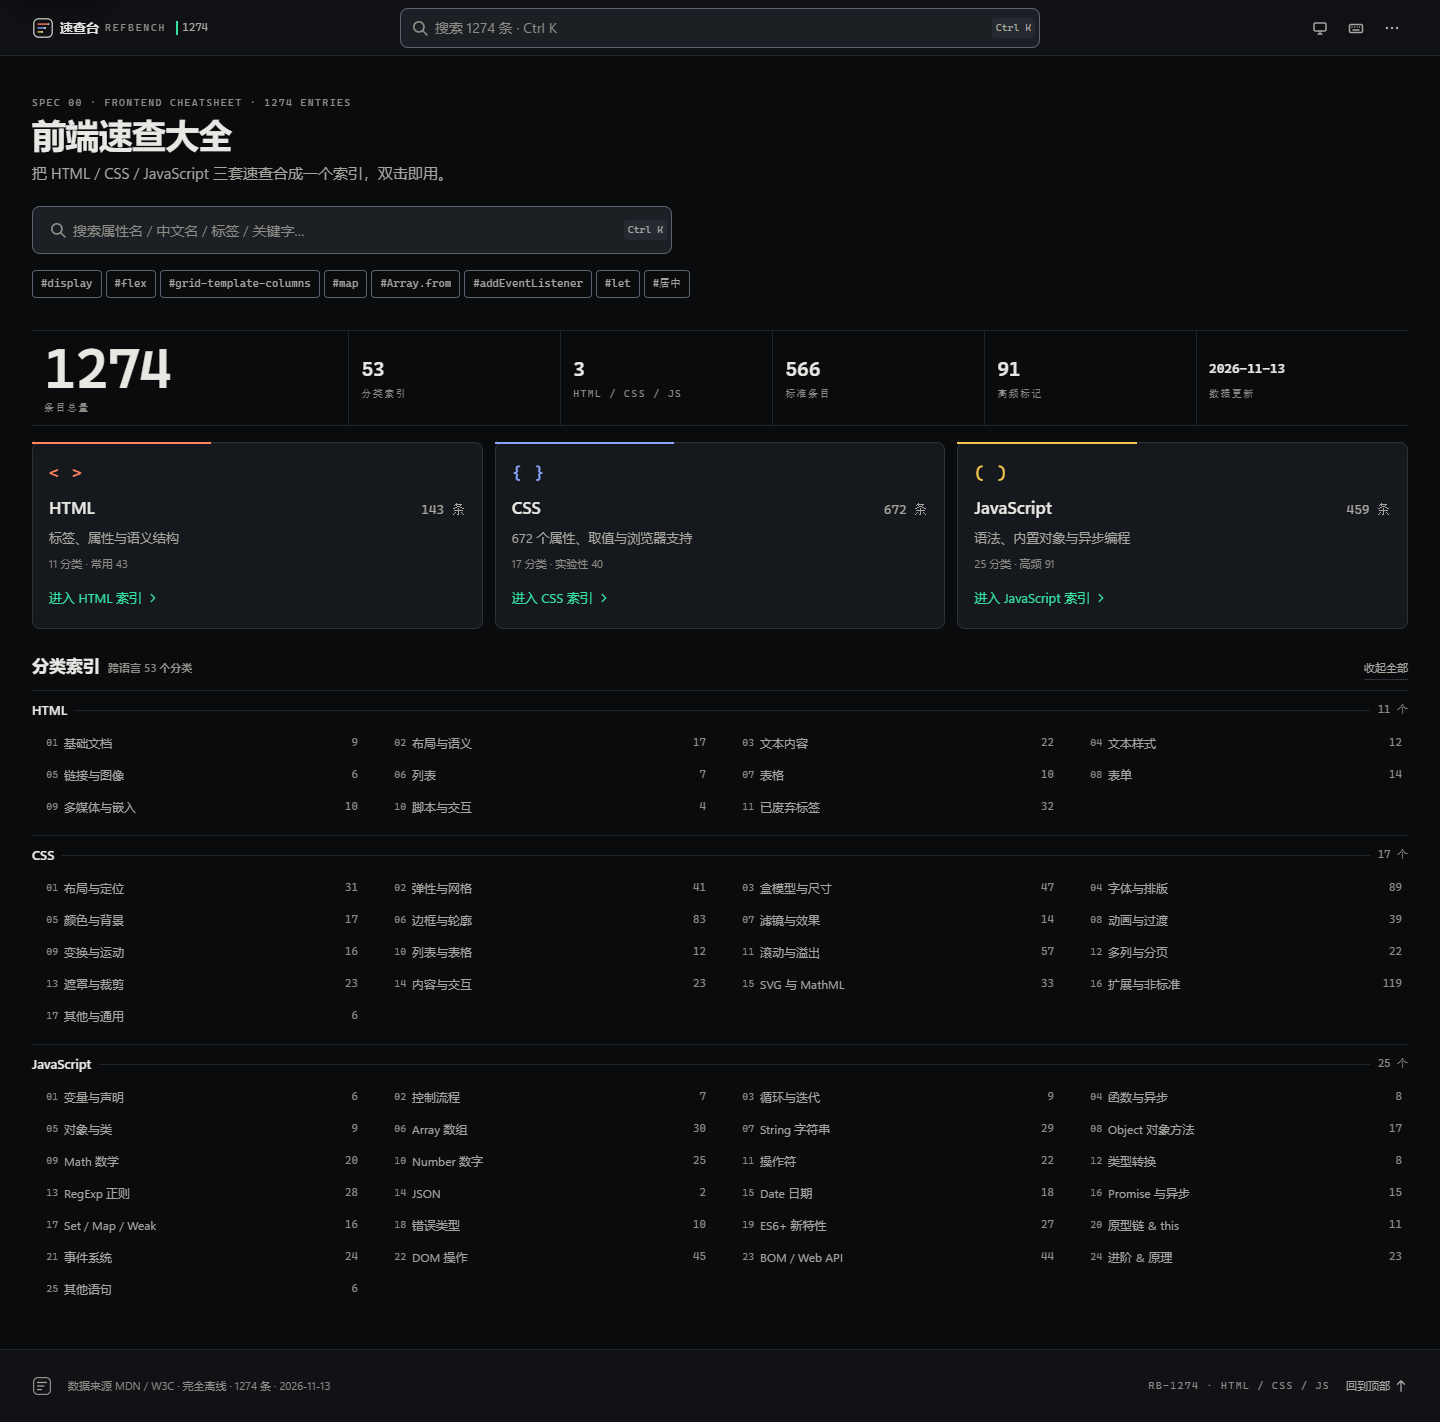 速查台 REFBENCH 1274
搜索 1274 条 · Ctrl K
Ctrl K
SPEC 00 · FRONTEND CHEATSHEET · 1274 ENTRIES
前端速查大全
把 HTML / CSS / JavaScript 三套速查合成一个索引，双击即用。
搜索属性名 / 中文名 / 标签 / 关键字...
Ctrl K
#display #flex #grid-template-columns #map #Array.from #addEventListener #let #居中
1274
条目总量
53
分类索引
3
HTML / CSS / JS
566
标准条目
91
高频标记
2026-11-13
数据更新
< >
HTML 143 条
标签、属性与语义结构
11 分类 · 常用 43
进入 HTML 索引
{ }
CSS 672 条
672 个属性、取值与浏览器支持
17 分类 · 实验性 40
进入 CSS 索引
( )
JavaScript 459 条
语法、内置对象与异步编程
25 分类 · 高频 91
进入 JavaScript 索引
分类索引 跨语言 53 个分类 收起全部
HTML 11 个
01 基础文档 9 02 布局与语义 17 03 文本内容 22 04 文本样式 12
05 链接与图像 6 06 列表 7 07 表格 10 08 表单 14
09 多媒体与嵌入 10 10 脚本与交互 4 11 已废弃标签 32
CSS 17 个
01 布局与定位 31 02 弹性与网格 41 03 盒模型与尺寸 47 04 字体与排版 89
05 颜色与背景 17 06 边框与轮廓 83 07 滤镜与效果 14 08 动画与过渡 39
09 变换与运动 16 10 列表与表格 12 11 滚动与溢出 57 12 多列与分页 22
13 遮罩与裁剪 23 14 内容与交互 23 15 SVG 与 MathML 33 16 扩展与非标准 119
17 其他与通用 6
JavaScript 25 个
01 变量与声明 6 02 控制流程 7 03 循环与迭代 9 04 函数与异步 8
05 对象与类 9 06 Array 数组 30 07 String 字符串 29 08 Object 对象方法 17
09 Math 数学 20 10 Number 数字 25 11 操作符 22 12 类型转换 8
13 RegExp 正则 28 14 JSON 2 15 Date 日期 18 16 Promise 与异步 15
17 Set / Map / Weak 16 18 错误类型 10 19 ES6+ 新特性 27 20 原型链 & this 11
21 事件系统 24 22 DOM 操作 45 23 BOM / Web API 44 24 进阶 & 原理 23
25 其他语句 6
数据来源 MDN / W3C · 完全离线 · 1274 条 · 2026-11-13 RB-1274 · HTML / CSS / JS 回到顶部